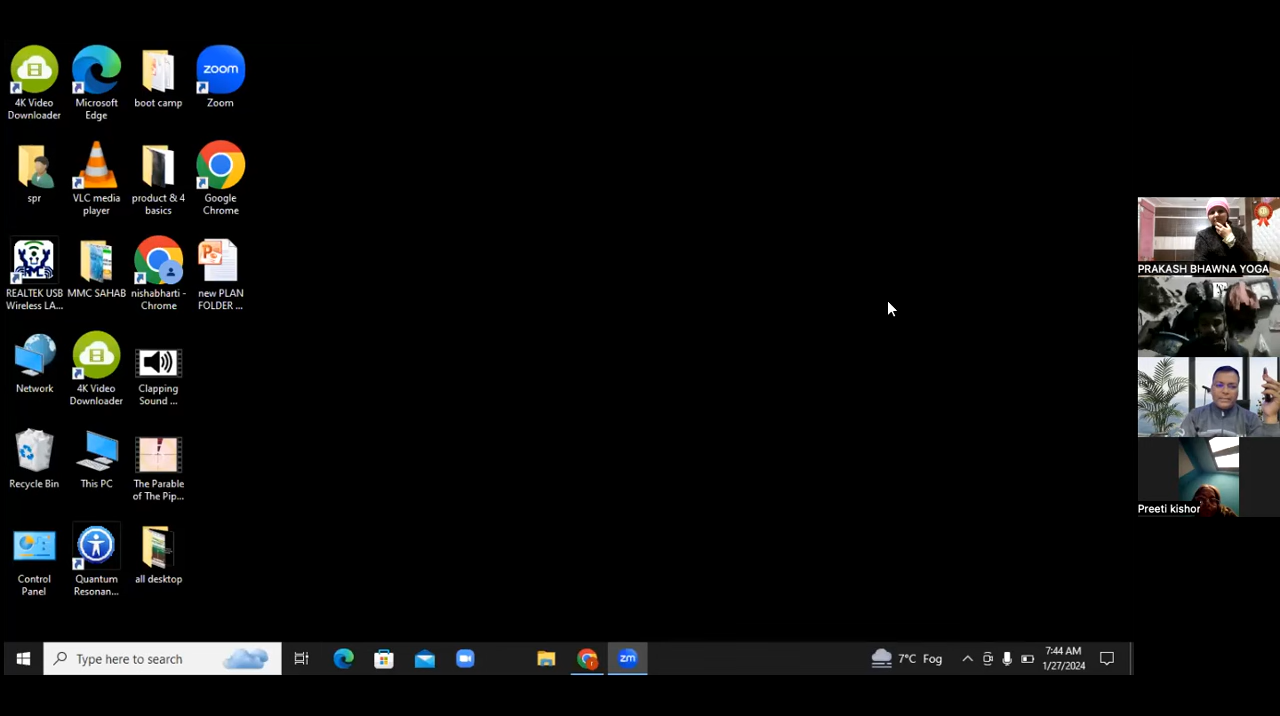 zoom
4K Video
Downloader
Microsoft
Edge
boot camp
Zoom
spr
VLC media
player
product & 4
basics
Google
Chrome
REALTEK USB
Wireless LA...
MMC SAHAB
nishabharti -
Chrome
new PLAN
FOLDER ...
Network
4K Video
Downloader
Clapping
Sound ...
Recycle Bin
This PC
The Parable
of The Pip...
Control
Panel
Quantum
Resonan...
all desktop
PRAKASH BHAWNA YOGA
Preeti kishor
Type here to search
zm
7°C Fog
7:44 AM
1/27/2024